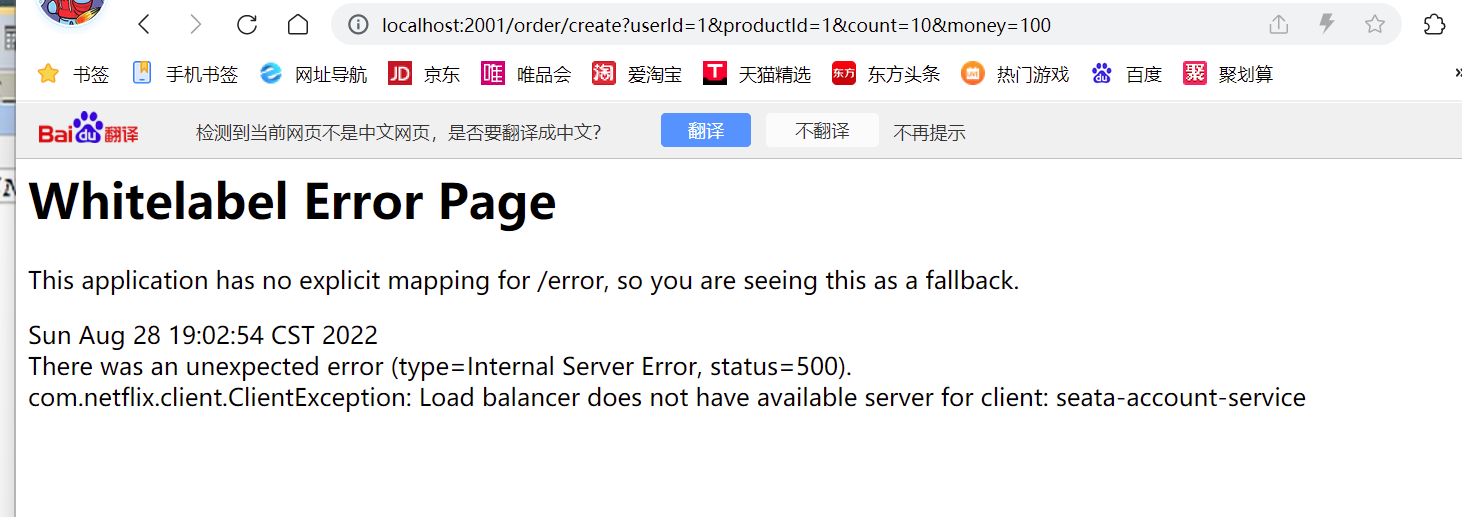 localhost:2001/order/create?userId=1&productId=1&count=10&money=100
书签 手机书签 网址导航 JD 京东 唯 唯品会 淘 爱淘宝 T 天猫精选 东方 东方头条 热门游戏 du 百度 聚 聚划算 »
Bai du 翻译 检测到当前网页不是中文网页，是否要翻译成中文? 翻译 不翻译 不再提示
Whitelabel Error Page
This application has no explicit mapping for /error, so you are seeing this as a fallback.
Sun Aug 28 19:02:54 CST 2022
There was an unexpected error (type=Internal Server Error, status=500).
com.netflix.client.ClientException: Load balancer does not have available server for client: seata-account-service